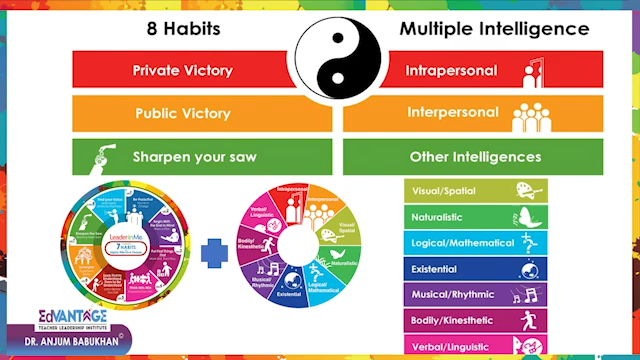 8 Habits
Multiple Intelligence
Private Victory
Intrapersonal
Public Victory
Interpersonal
Sharpen your saw
Other Intelligences
Visual/Spatial
Naturalistic
Logical/Mathematical
Existential
Musical/Rhythmic
Bodily/Kinesthetic
Verbal/Linguistic
LeaderinMe
7 HABITS
Intrapersonal
Interpersonal
Visual/
Spatial
Naturalistic
Logical/
Mathematical
Existential
Musical/
Rhythmic
Bodily/
Kinesthetic
Verbal/
Linguistic
EdVANTAGE
TEACHER LEADERSHIP INSTITUTE
DR. ANJUM BABUKHAN